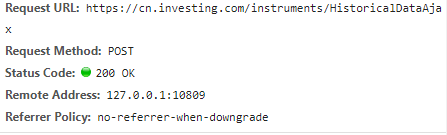 Request URL: https://cn.investing.com/instruments/HistoricalDataAja
x
Request Method: POST
Status Code: 200 OK
Remote Address: 127.0.0.1:10809
Referrer Policy: no-referrer-when-downgrade